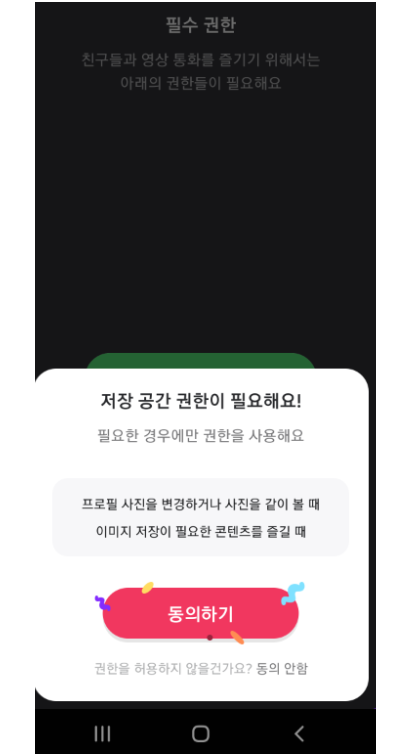 필수 권한
친구들과 영상 통화를 즐기기 위해서는
아래의 권한들이 필요해요
저장 공간 권한이 필요해요!
필요한 경우에만 권한을 사용해요
프로필 사진을 변경하거나 사진을 같이 볼 때
이미지 저장이 필요한 콘텐츠를 즐길 때
동의하기
권한을 허용하지 않을건가요? 동의 안함